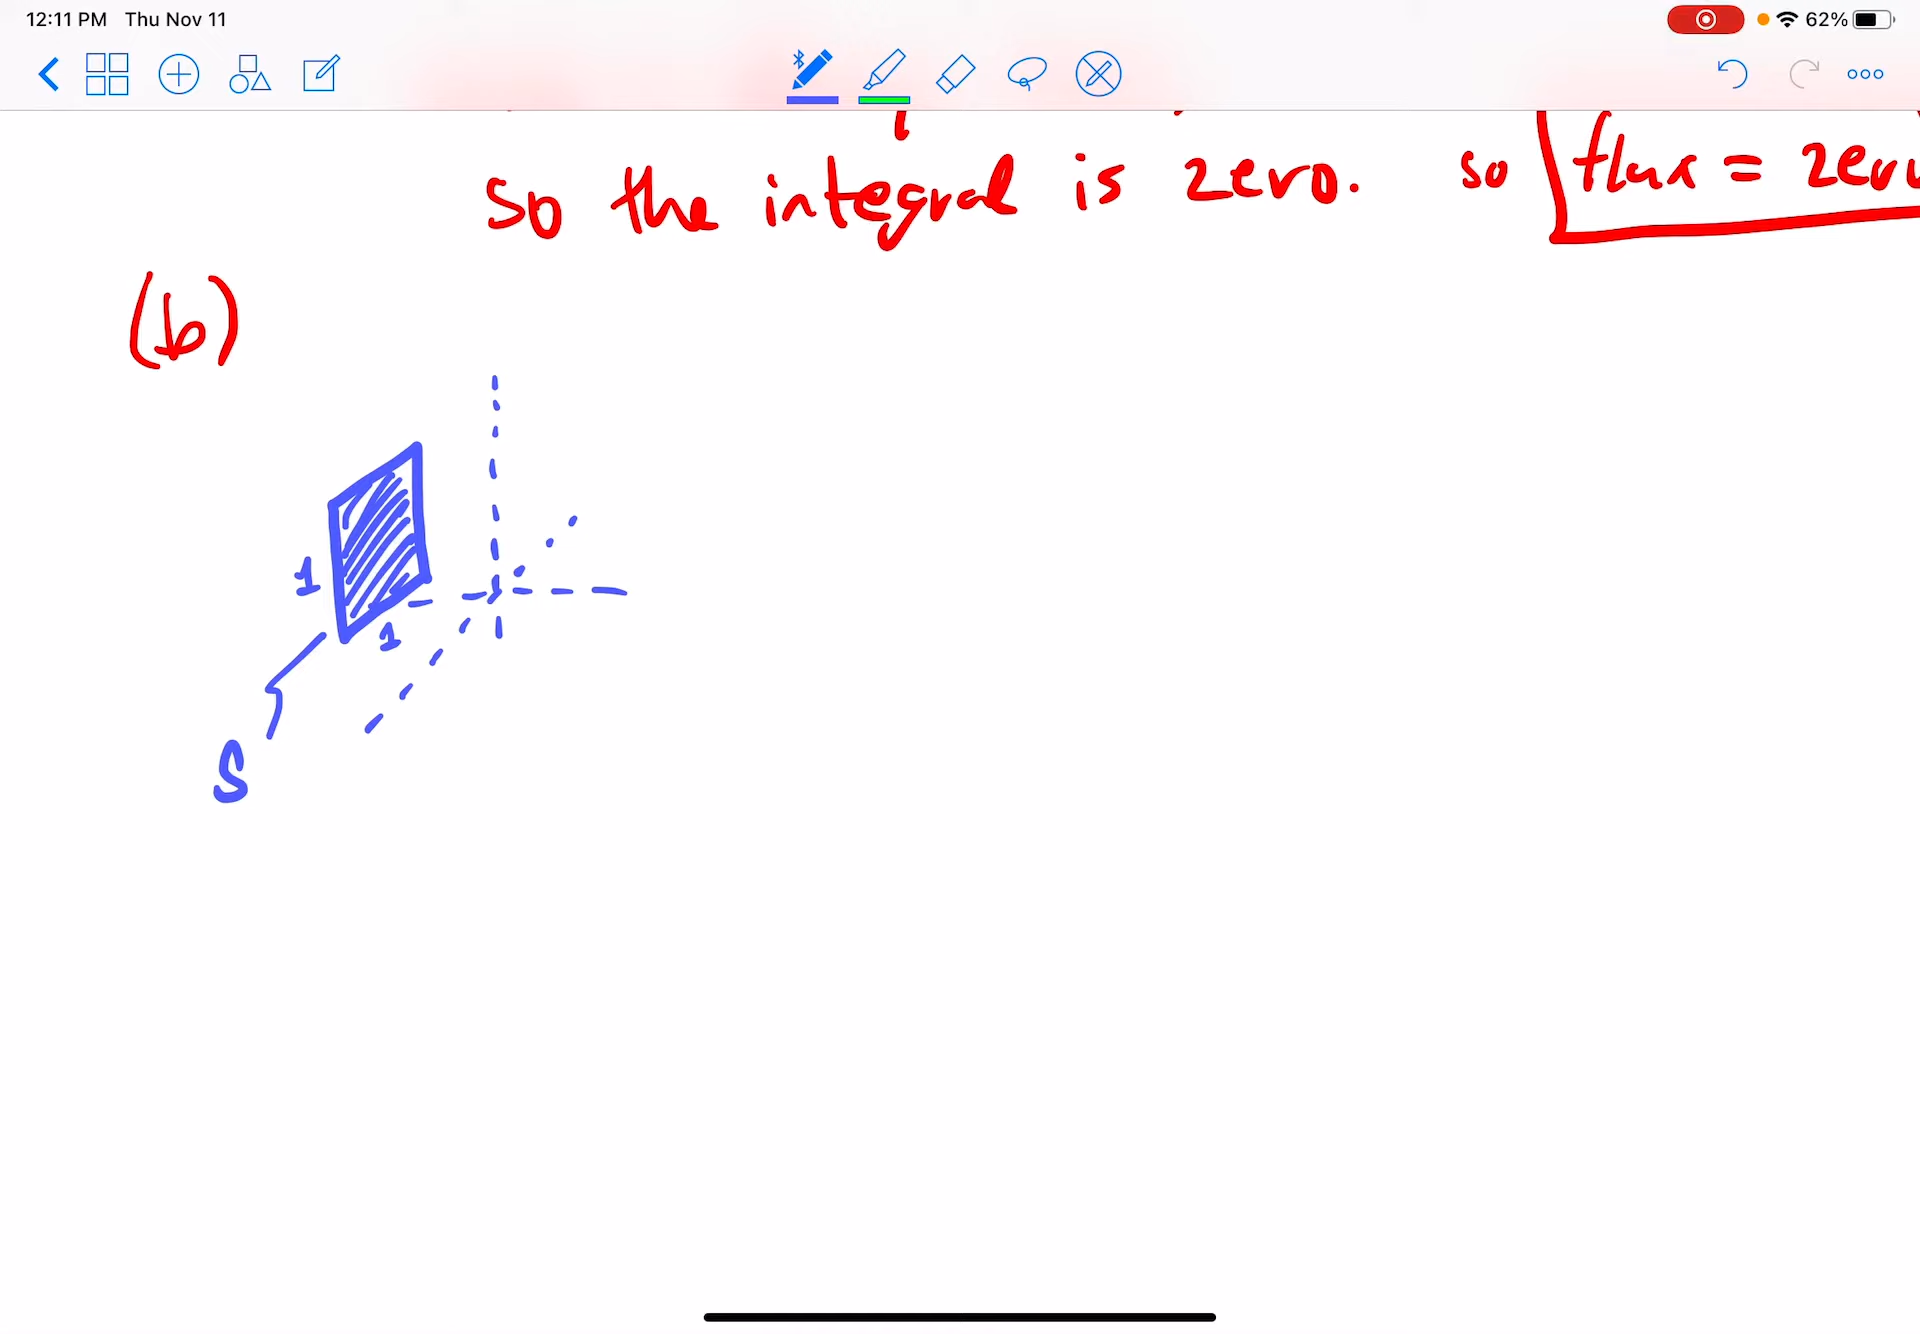 12:11 PM Thu Nov 11
62%
so the integral is zero. so flux = zero
(b)
1
1
S